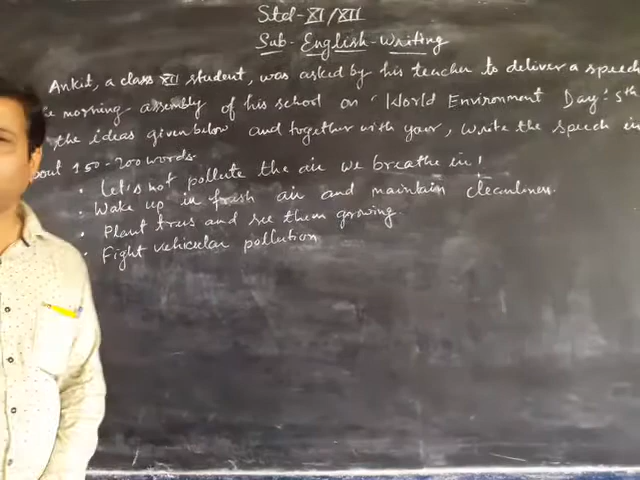 Std-XI/XII
Sub-English-Writing
Ankit, a class XII student, was asked by his teacher to deliver a speech
morning assembly of his school on 'World Environment Day': 5th
the ideas given below and together with your, write the speech in
150-200 words.
• Let's not pollute the air we breathe in!
• Wake up in fresh air and maintain cleanliness.
• Plant trees and see them growing.
• Fight vehicular pollution